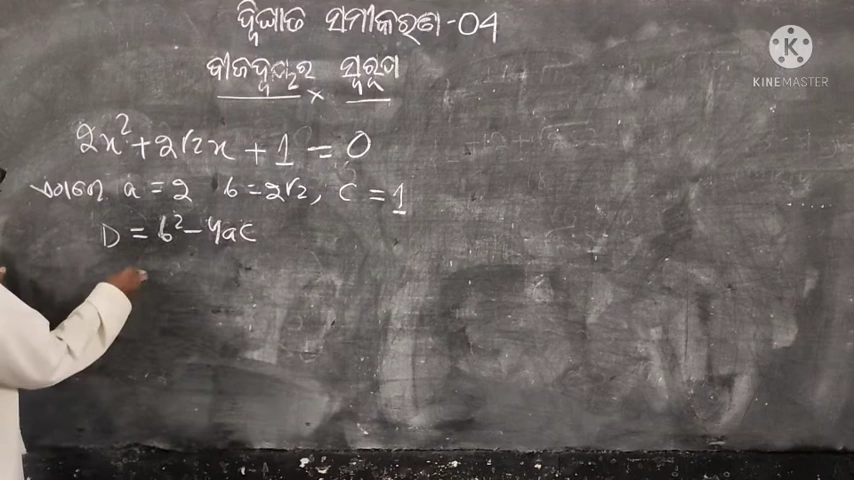 ଦ୍ୱିଘାତ ସମୀକରଣ-04
ବୀଜଦ୍ୱୟର ସ୍ୱରୂପ
KINEMASTER
2x² + 2√2x + 1 = 0
ଏଠାରେ a = 2 b = 2√2, c = 1
D = b² - 4ac